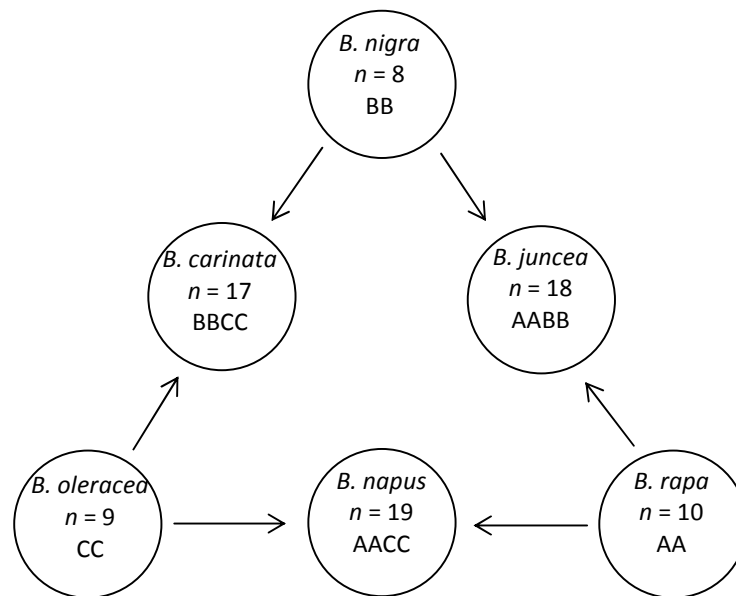 B. nigra
n = 8
BB
B. carinata
n = 17
BBCC
B. juncea
n = 18
AABB
B. oleracea
n = 9
CC
B. napus
n = 19
AACC
B. rapa
n = 10
AA